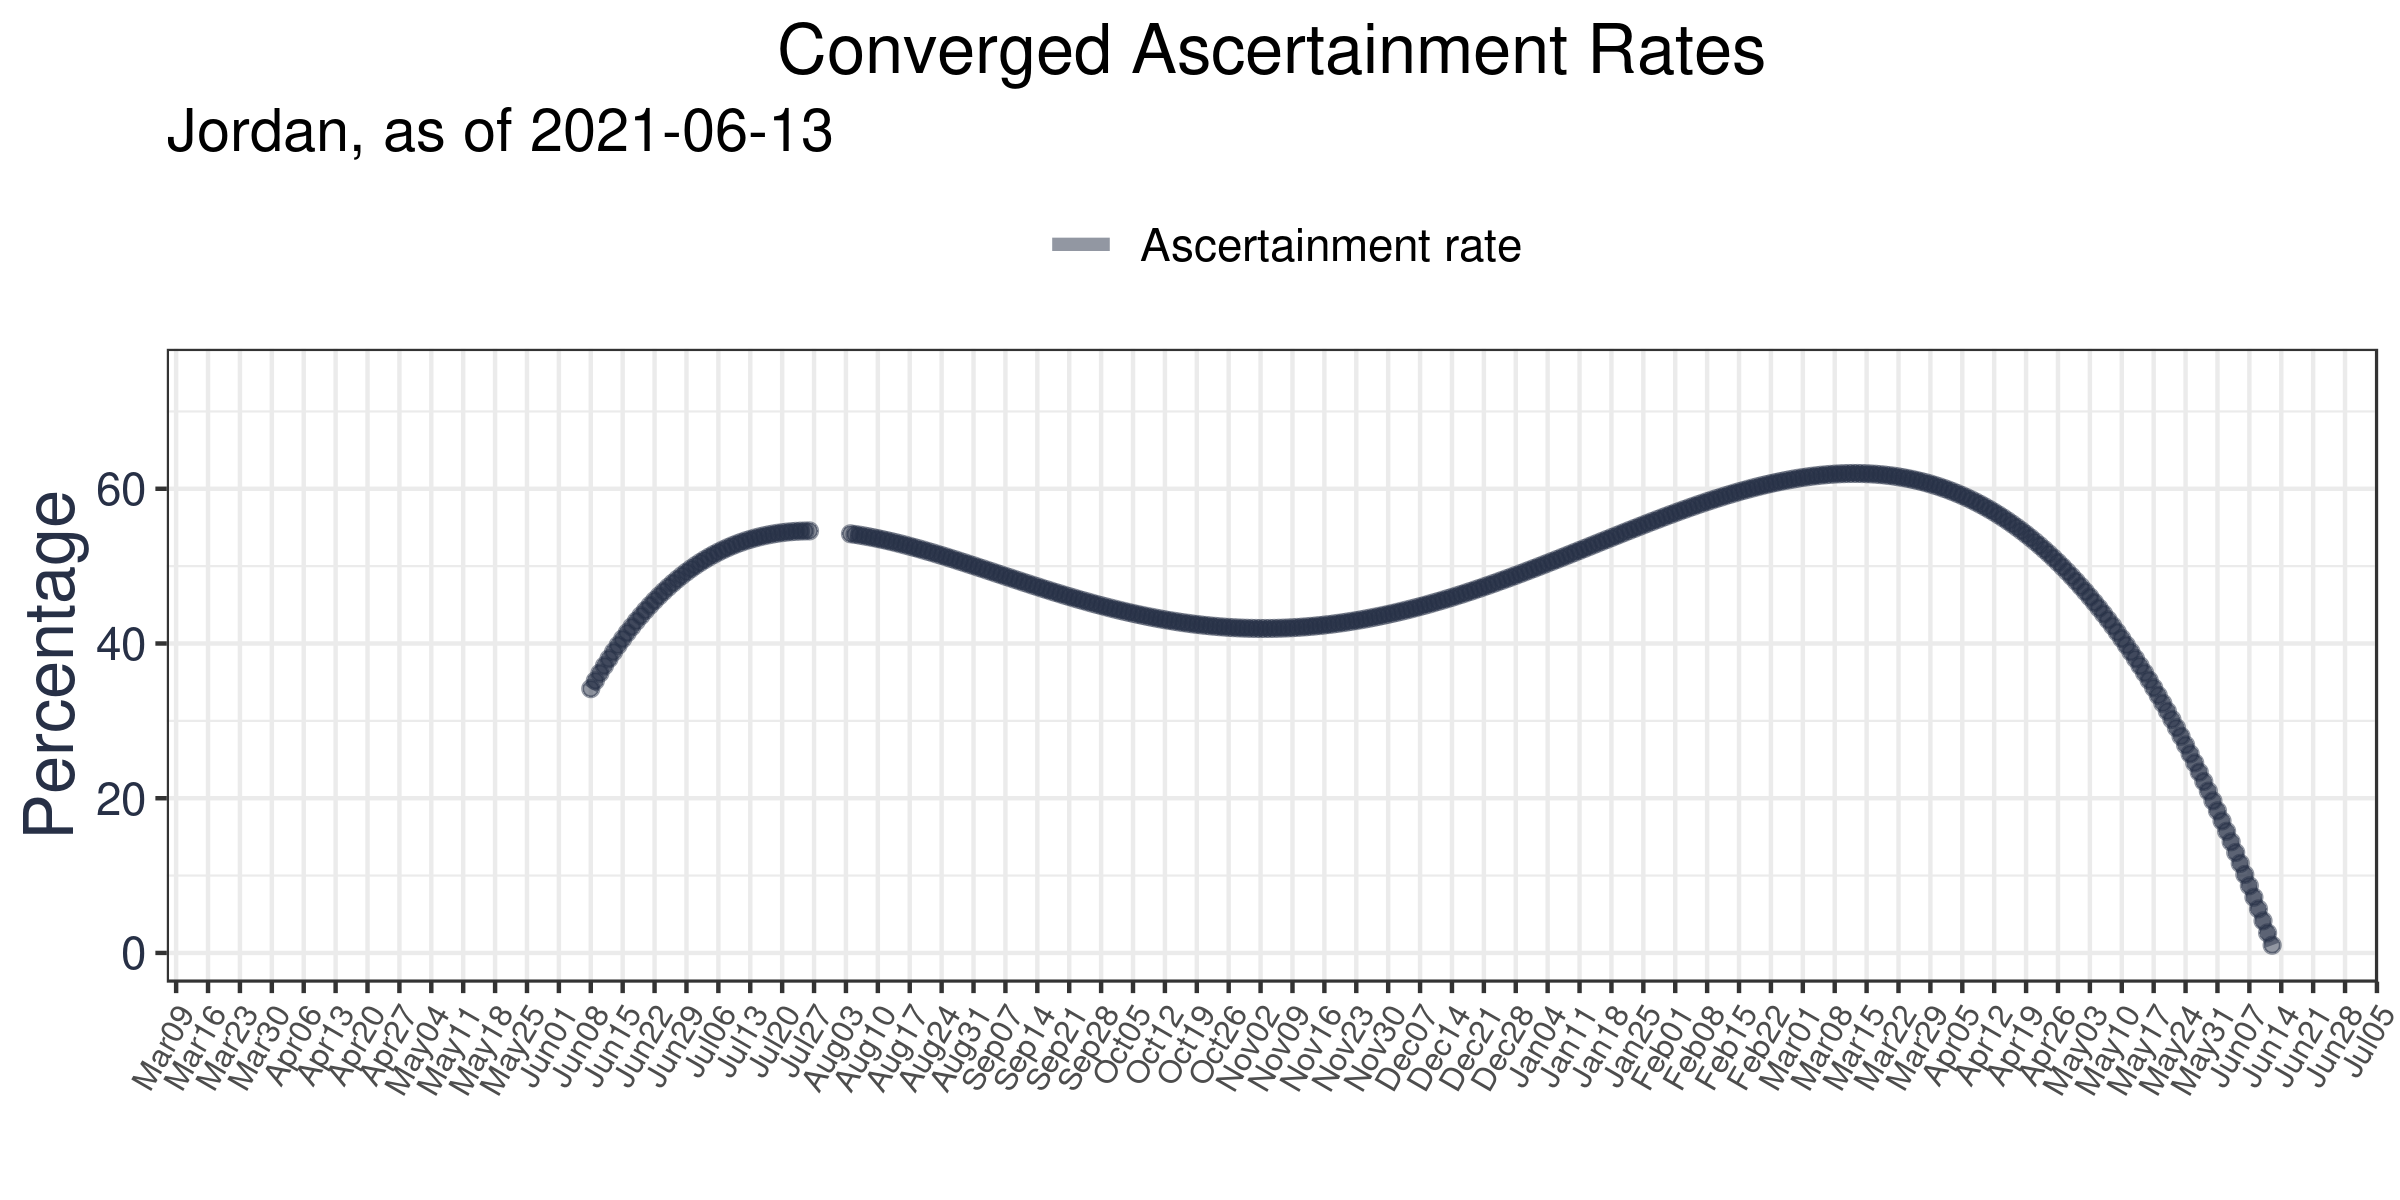 Converged Ascertainment Rates
Jordan, as of 2021-06-13
Ascertainment rate
Percentage
60
40
20
0
Mar09 Mar16 Mar23 Mar30 Apr06 Apr13 Apr20 Apr27 May04 May11 May18 May25 Jun01 Jun08 Jun15 Jun22 Jun29 Jul06 Jul13 Jul20 Jul27 Aug03 Aug10 Aug17 Aug24 Aug31 Sep07 Sep14 Sep21 Sep28 Oct05 Oct12 Oct19 Oct26 Nov02 Nov09 Nov16 Nov23 Nov30 Dec07 Dec14 Dec21 Dec28 Jan04 Jan11 Jan18 Jan25 Feb01 Feb08 Feb15 Feb22 Mar01 Mar08 Mar15 Mar22 Mar29 Apr05 Apr12 Apr19 Apr26 May03 May10 May17 May24 May31 Jun07 Jun14 Jun21 Jun28 Jul05